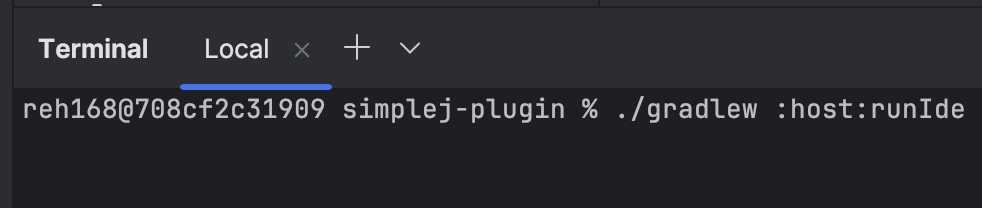 Terminal Local
reh168@708cf2c31909 simplej-plugin % ./gradlew :host:runIde